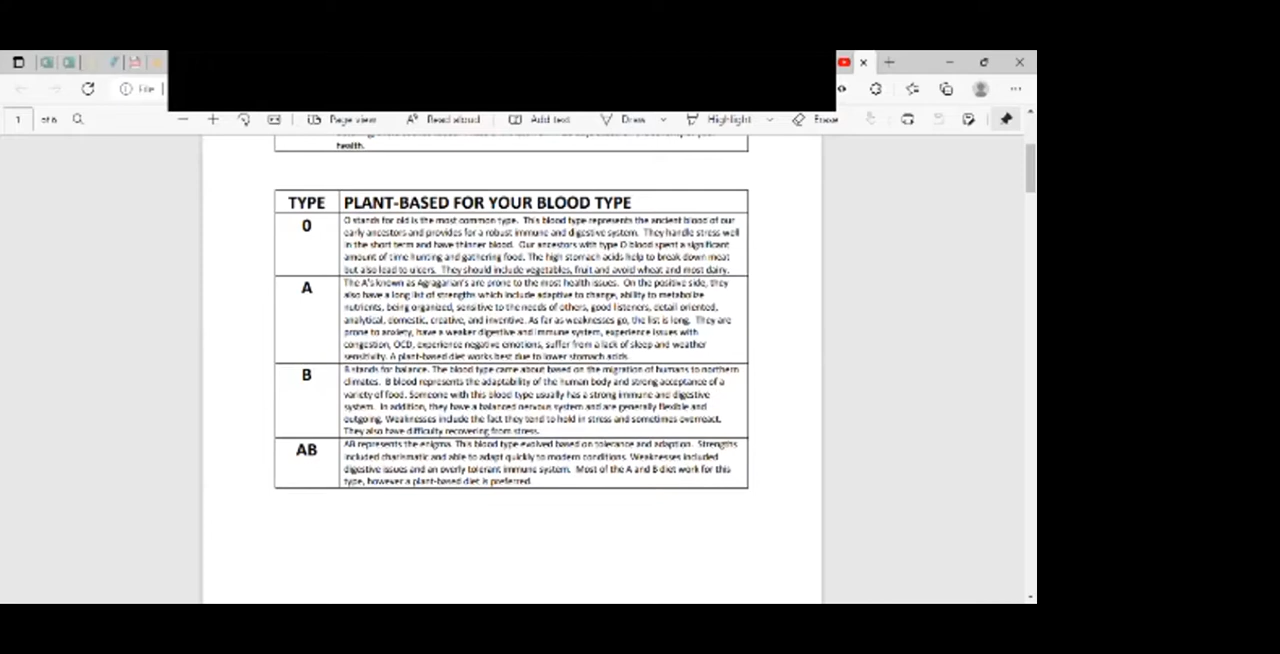 File
1 of 6
Page view
Read aloud
Add text
Draw
Highlight
Erase
health.
TYPE PLANT-BASED FOR YOUR BLOOD TYPE
O O stands for old is the most common type. This blood type represents the ancient blood of our
early ancestors and provides for a robust immune and digestive system. They handle stress well
in the short term and have thinner blood. Our ancestors with type O blood spent a significant
amount of time hunting and gathering food. The high stomach acids help to break down meat
but also lead to ulcers. They should include vegetables, fruit and avoid wheat and most dairy.
A The A's known as Agragarian's are prone to the most health issues. On the positive side, they
also have a long list of strengths which include adaptive to change, ability to metabolize
nutrients, being organized, sensitive to the needs of others, good listeners, detail oriented,
analytical, domestic, creative, and inventive. As far as weaknesses go, the list is long. They are
prone to anxiety, have a weaker digestive and immune system, experience issues with
congestion, OCD, experience negative emotions, suffer from a lack of sleep and weather
sensitivity. A plant-based diet works best due to lower stomach acids.
B B stands for balance. The blood type came about based on the migration of humans to northern
climates. B blood represents the adaptability of the human body and strong acceptance of a
variety of food. Someone with this blood type usually has a strong immune and digestive
system. In addition, they have a balanced nervous system and are generally flexible and
outgoing. Weaknesses include the fact they tend to hold in stress and sometimes overreact.
They also have difficulty recovering from stress.
AB AB represents the enigma. This blood type evolved based on tolerance and adaption. Strengths
included charismatic and able to adapt quickly to modern conditions. Weaknesses included
digestive issues and an overly tolerant immune system. Most of the A and B diet work for this
type, however a plant-based diet is preferred.